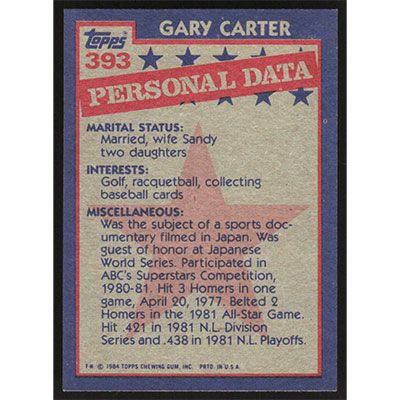 GARY CARTER
Topps
393
PERSONAL DATA
MARITAL STATUS:
Married, wife Sandy
two daughters
INTERESTS:
Golf, racquetball, collecting
baseball cards
MISCELLANEOUS:
Was the subject of a sports doc-
umentary filmed in Japan. Was
guest of honor at Japanese
World Series. Participated in
ABC's Superstars Competition,
1980-81. Hit 3 Homers in one
game, April 20, 1977. Belted 2
Homers in the 1981 All-Star Game.
Hit .421 in 1981 N.L. Division
Series and .438 in 1981 N.L. Playoffs.
T·M © 1984 TOPPS CHEWING GUM, INC. PRTD. IN U.S.A.